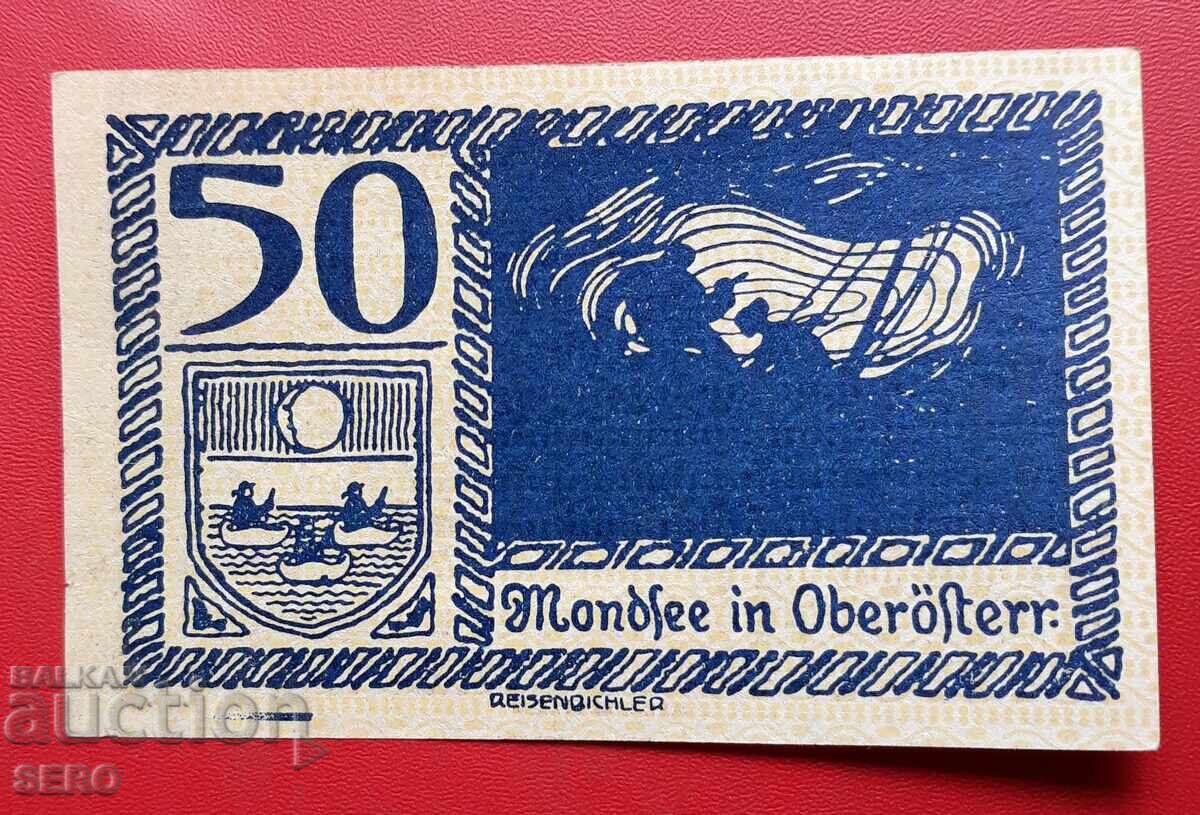 50
Mondſee in Oberöſterr.
REISENBICHLER
BALKAN
auction
SERO